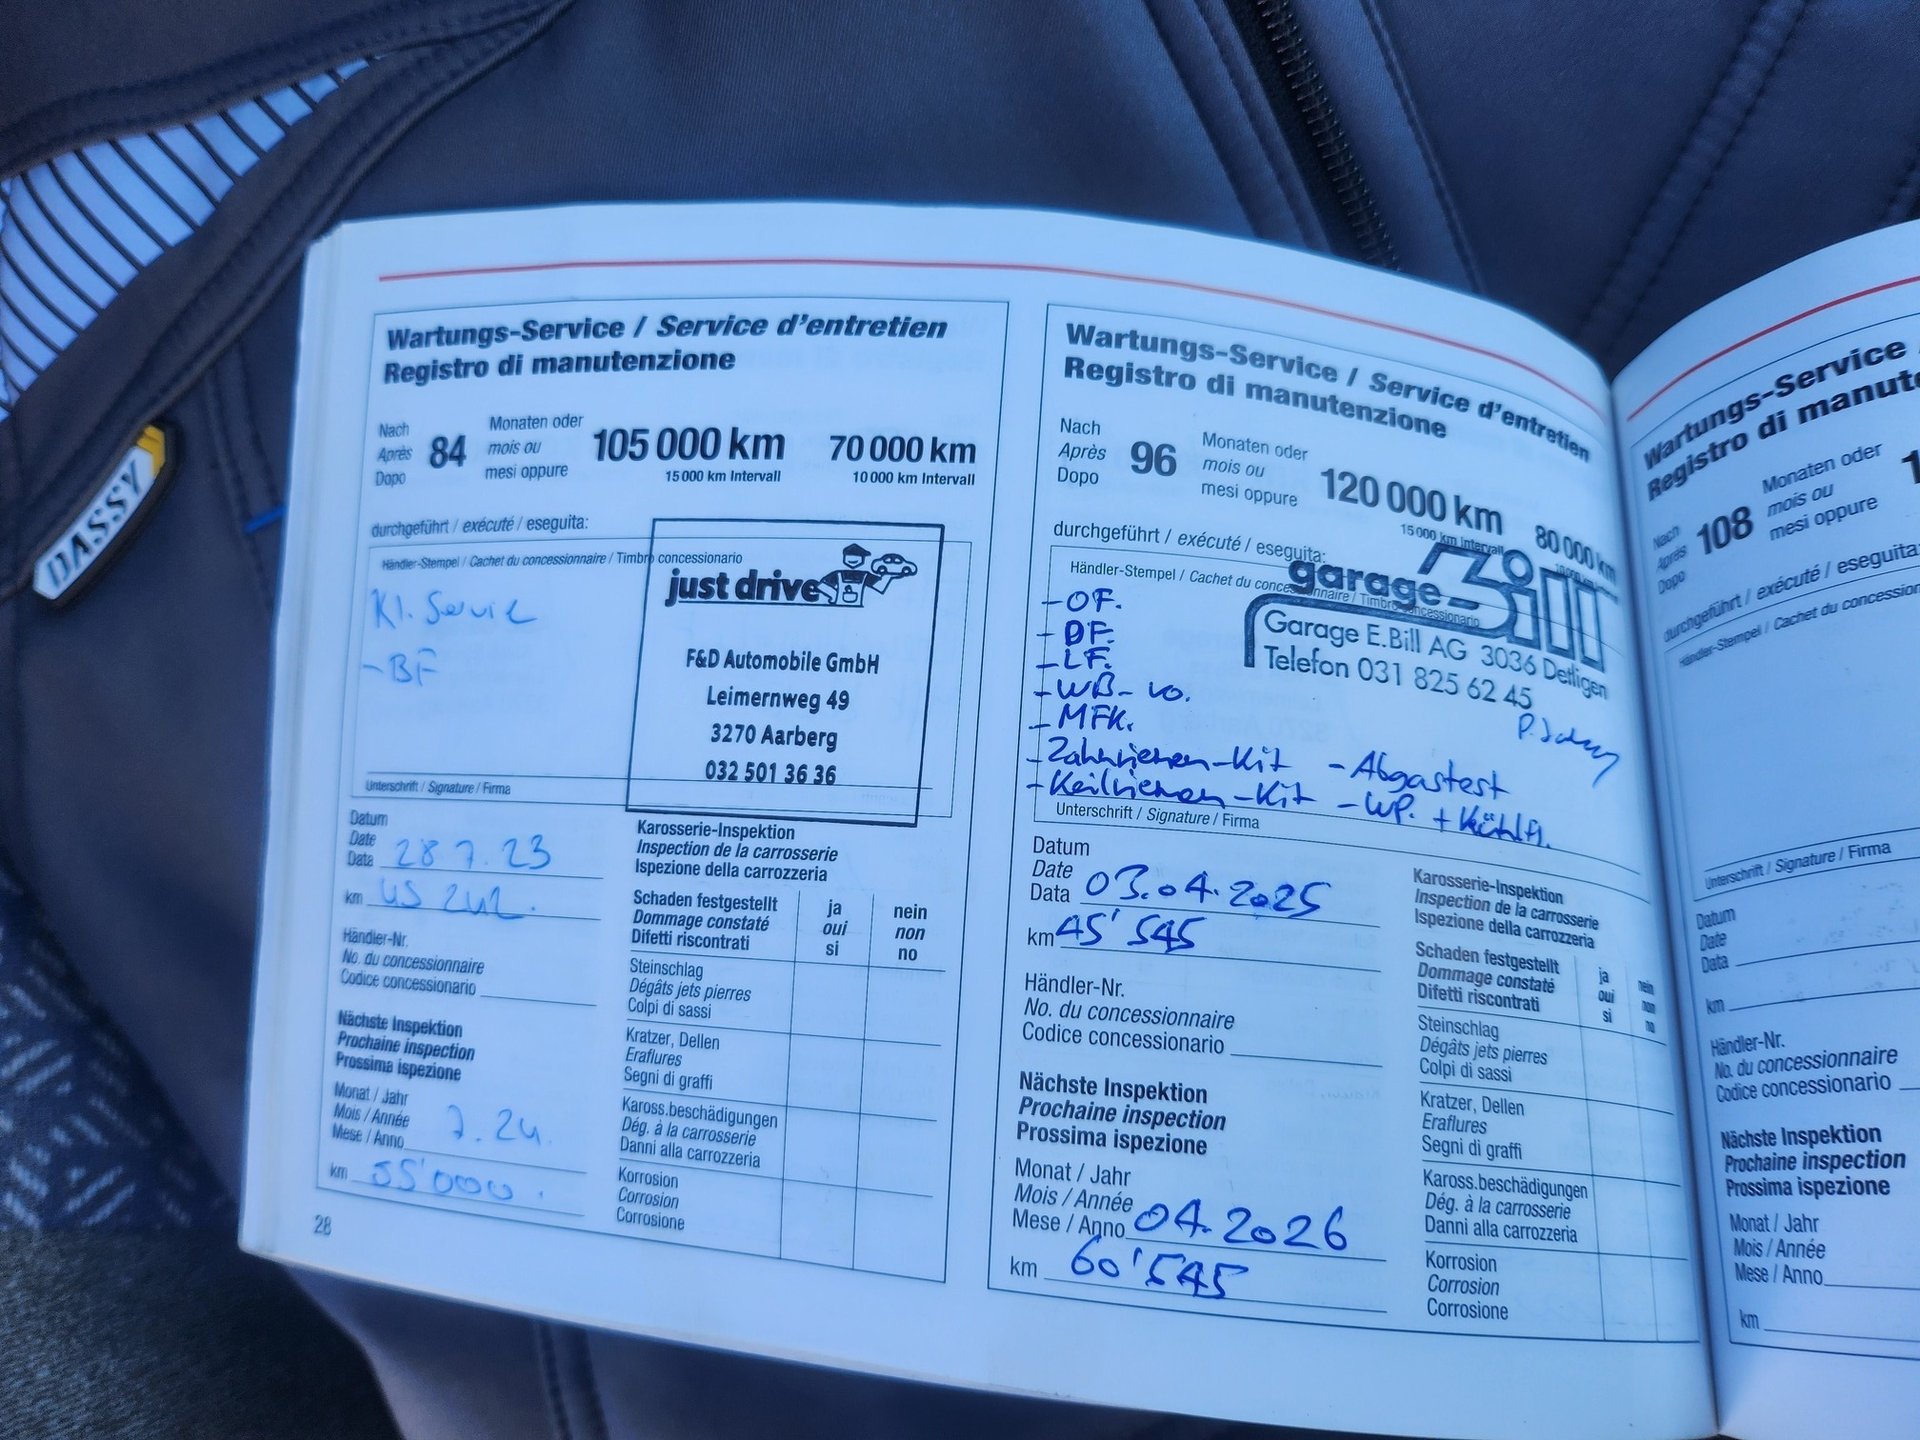 DASSY
Wartungs-Service / Service d'entretien
Registro di manutenzione
Nach
Après
Dopo
84
Monaten oder
mois ou
mesi oppure
105 000 km
15 000 km Intervall
70 000 km
10 000 km Intervall
durchgeführt / exécuté / eseguita:
Händler-Stempel / Cachet du concessionnaire / Timbro concessionario
Kl. Service
- BF
just drive
F&D Automobile GmbH
Leimernweg 49
3270 Aarberg
032 501 36 36
Unterschrift / Signature / Firma
Datum
Date
Data 28 7. 23
km 45 242.
Händler-Nr.
No. du concessionnaire
Codice concessionario
Nächste Inspektion
Prochaine inspection
Prossima ispezione
Monat / Jahr
Mois / Année
Mese / Anno 7. 24.
km 55'000.
Karosserie-Inspektion
Inspection de la carrosserie
Ispezione della carrozzeria
Schaden festgestellt
Dommage constaté
Difetti riscontrati
ja
oui
si
nein
non
no
Steinschlag
Dégâts jets pierres
Colpi di sassi
Kratzer, Dellen
Eraflures
Segni di graffi
Kaross.beschädigungen
Dég. à la carrosserie
Danni alla carrozzeria
Korrosion
Corrosion
Corrosione
28
Wartungs-Service / Service d'entretien
Registro di manutenzione
Nach
Après
Dopo
96
Monaten oder
mois ou
mesi oppure
120 000 km
15 000 km Intervall
80 000 km
durchgeführt / exécuté / eseguita:
Händler-Stempel / Cachet du concessionnaire / Timbro concessionario
garage Bill
Garage E.Bill AG 3036 Detligen
Telefon 031 825 62 45
- OF.
- DF.
- LF.
- WB- vo.
- MFK.
- Zahnriemen-Kit - Abgastest
- Keilriemen-Kit - WP. + Kühlfl.
Unterschrift / Signature / Firma
Datum
Date
Data 03.04.2025
km 45'545
Händler-Nr.
No. du concessionnaire
Codice concessionario
Nächste Inspektion
Prochaine inspection
Prossima ispezione
Monat / Jahr
Mois / Année
Mese / Anno 04.2026
km 60'545
Karosserie-Inspektion
Inspection de la carrosserie
Ispezione della carrozzeria
Schaden festgestellt
Dommage constaté
Difetti riscontrati
ja
oui
si
nein
non
no
Steinschlag
Dégâts jets pierres
Colpi di sassi
Kratzer, Dellen
Eraflures
Segni di graffi
Kaross.beschädigungen
Dég. à la carrosserie
Danni alla carrozzeria
Korrosion
Corrosion
Corrosione
Wartungs-Service
Registro di
Nach
Après
Dopo
108
Monaten oder
mois ou
mesi oppure
durchgeführt / exécuté / eseguita:
Händler-Stempel / Cachet du
Unterschrift / Signature / Firma
Datum
Date
Data
km
Händler-Nr.
No. du concessionnaire
Codice concessionario
Nächste Inspektion
Prochaine inspection
Prossima ispezione
Monat / Jahr
Mois / Année
Mese / Anno
km